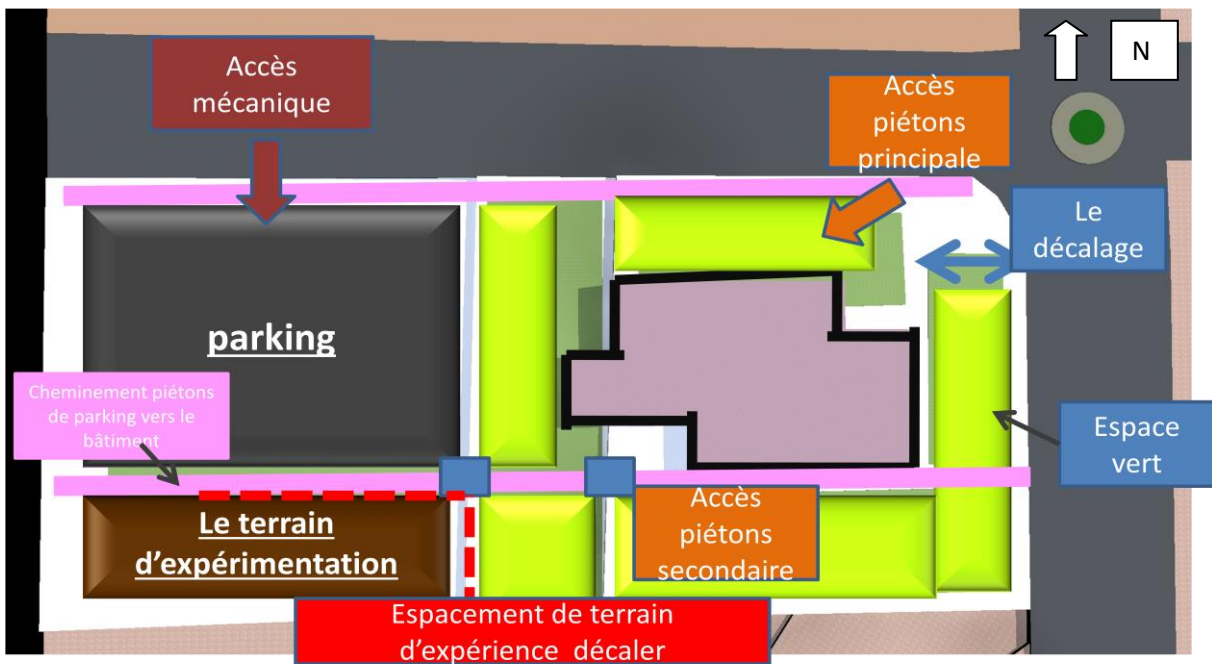 N
Accès
mécanique
Accès
piétons
principale
Le
décalage
parking
Cheminement piétons
de parking vers le
bâtiment
Espace
vert
Le terrain
d'expérimentation
Accès
piétons
secondaire
Espacement de terrain
d'expérience décaler